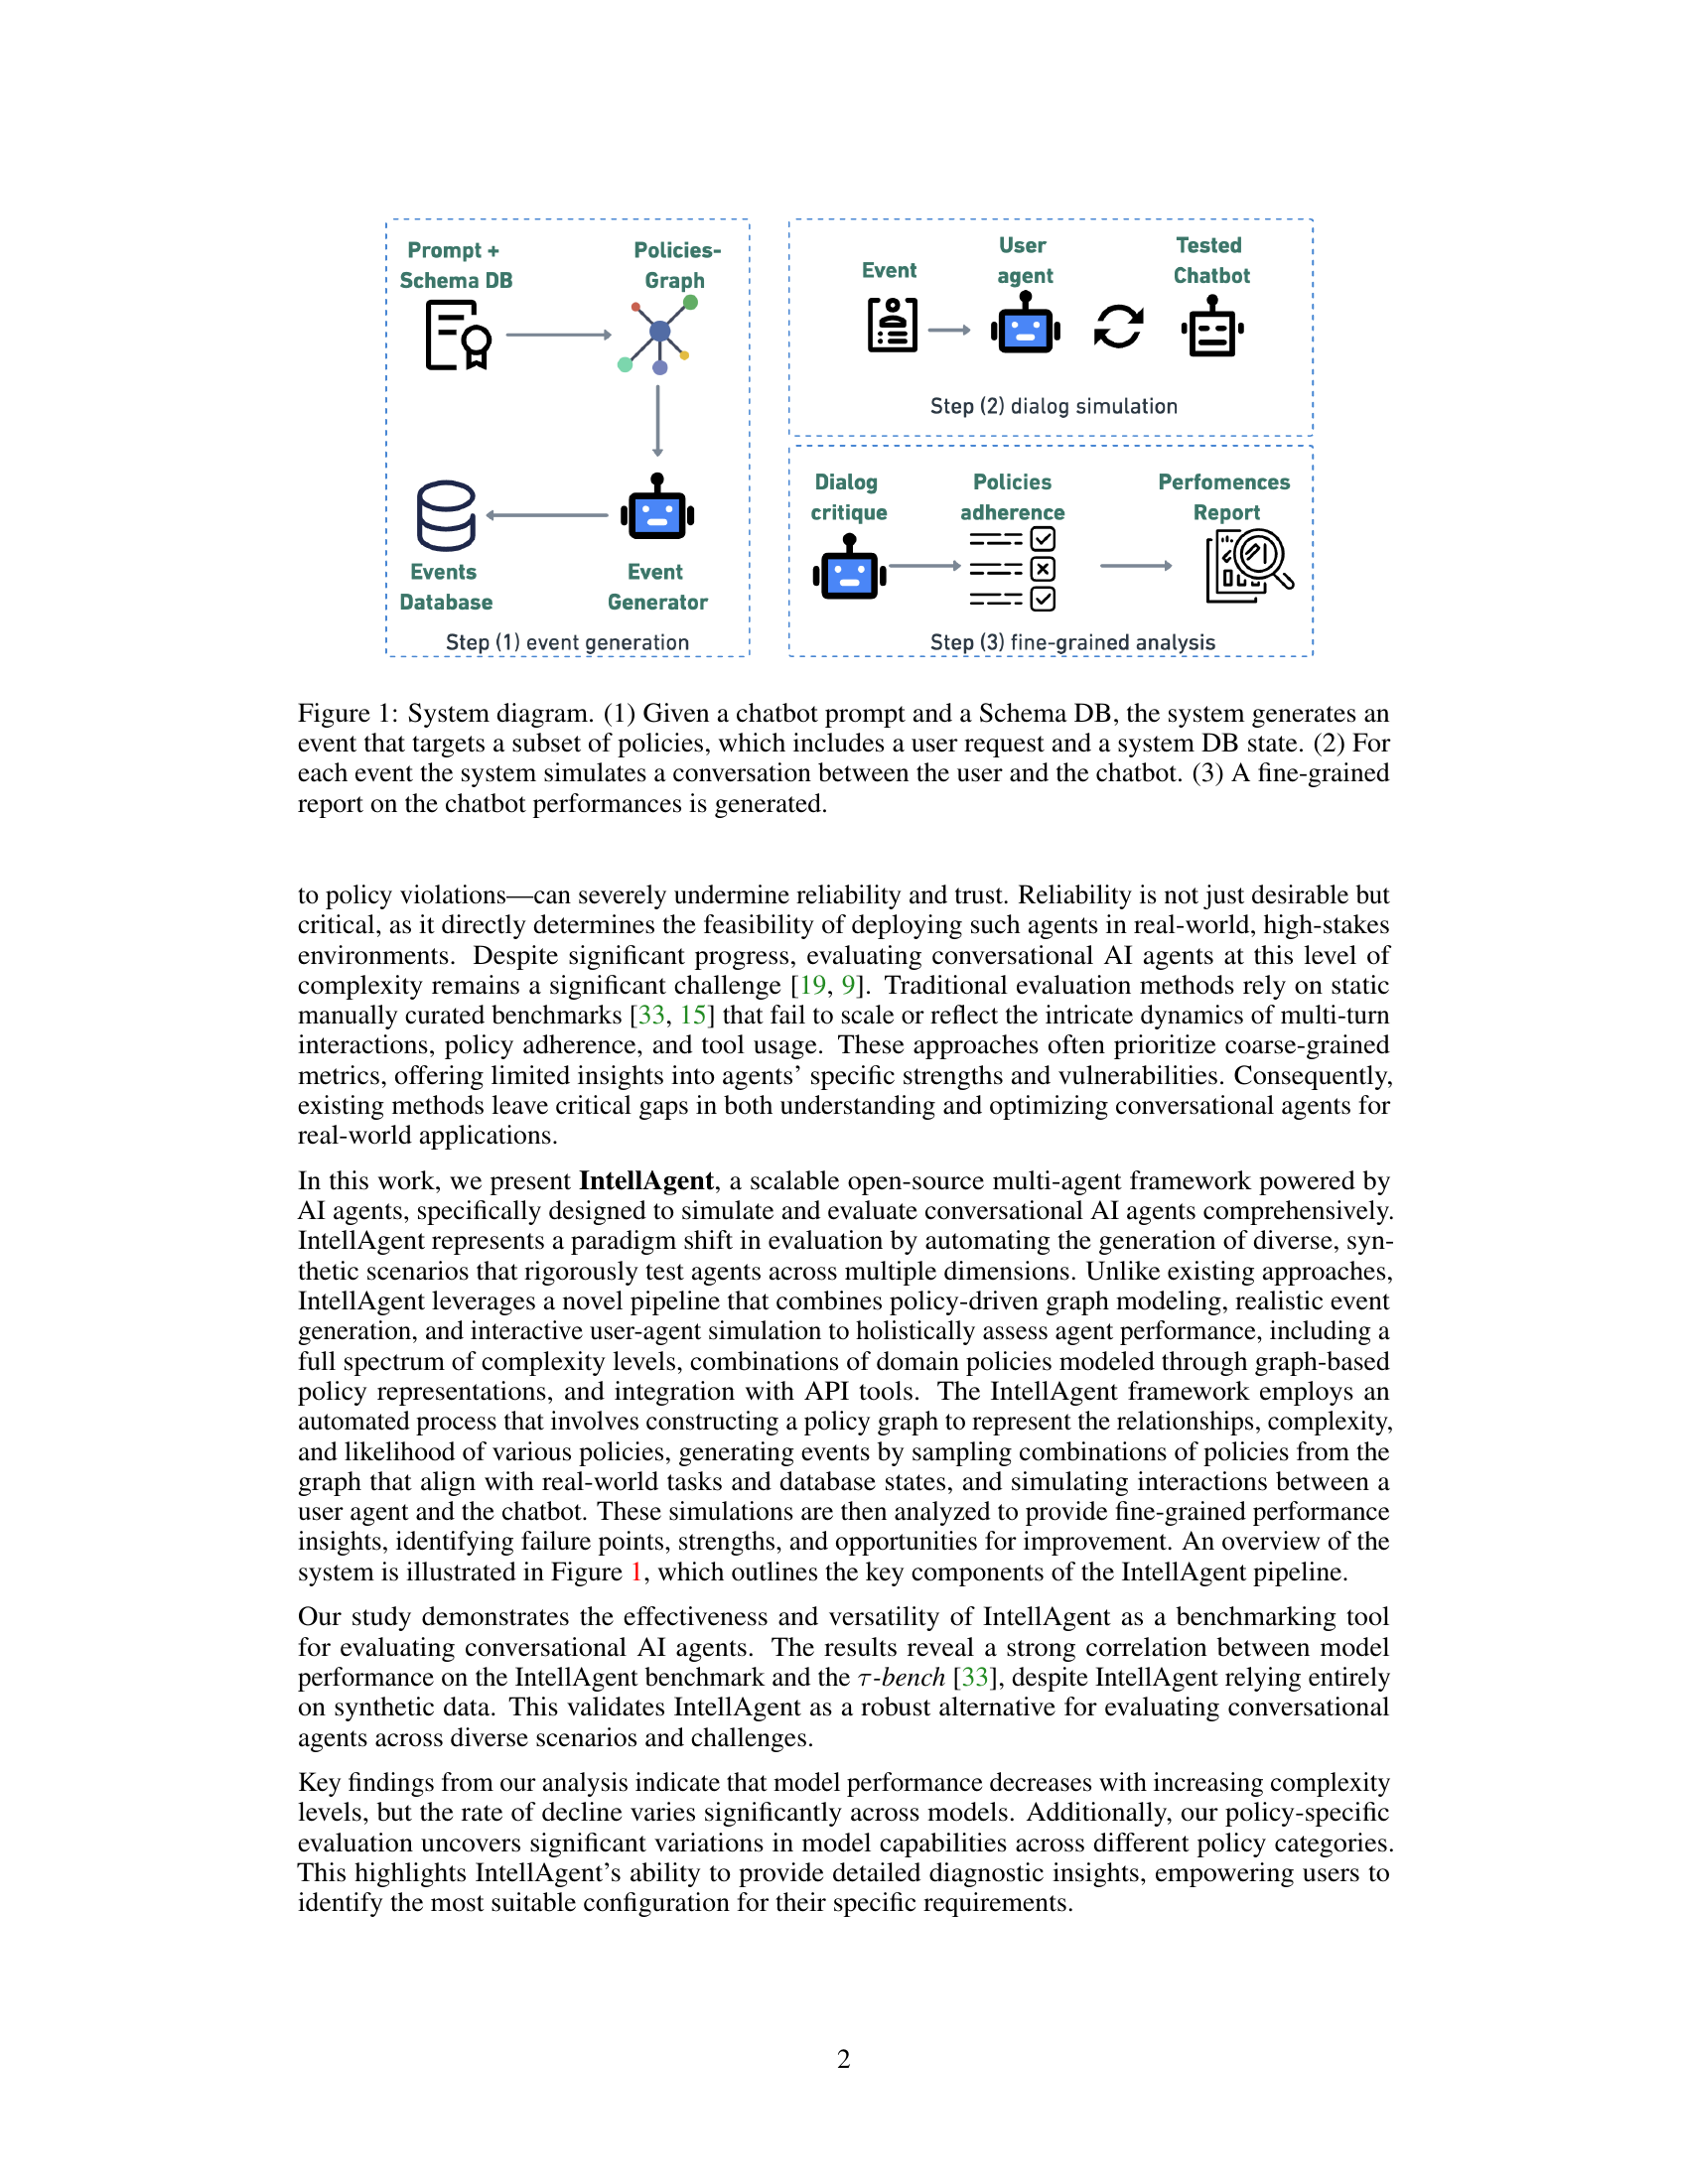 Prompt +
Schema DB
Policies-
Graph
Events
Database
Event
Generator
Step (1) event generation
Event
User
agent
Tested
Chatbot
Step (2) dialog simulation
Dialog
critique
Policies
adherence
Perfomences
Report
Step (3) fine-grained analysis
Figure 1: System diagram. (1) Given a chatbot prompt and a Schema DB, the system generates an
event that targets a subset of policies, which includes a user request and a system DB state. (2) For
each event the system simulates a conversation between the user and the chatbot. (3) A fine-grained
report on the chatbot performances is generated.
to policy violations—can severely undermine reliability and trust. Reliability is not just desirable but
critical, as it directly determines the feasibility of deploying such agents in real-world, high-stakes
environments. Despite significant progress, evaluating conversational AI agents at this level of
complexity remains a significant challenge [19, 9]. Traditional evaluation methods rely on static
manually curated benchmarks [33, 15] that fail to scale or reflect the intricate dynamics of multi-turn
interactions, policy adherence, and tool usage. These approaches often prioritize coarse-grained
metrics, offering limited insights into agents' specific strengths and vulnerabilities. Consequently,
existing methods leave critical gaps in both understanding and optimizing conversational agents for
real-world applications.
In this work, we present IntellAgent, a scalable open-source multi-agent framework powered by
AI agents, specifically designed to simulate and evaluate conversational AI agents comprehensively.
IntellAgent represents a paradigm shift in evaluation by automating the generation of diverse, syn-
thetic scenarios that rigorously test agents across multiple dimensions. Unlike existing approaches,
IntellAgent leverages a novel pipeline that combines policy-driven graph modeling, realistic event
generation, and interactive user-agent simulation to holistically assess agent performance, including a
full spectrum of complexity levels, combinations of domain policies modeled through graph-based
policy representations, and integration with API tools. The IntellAgent framework employs an
automated process that involves constructing a policy graph to represent the relationships, complexity,
and likelihood of various policies, generating events by sampling combinations of policies from the
graph that align with real-world tasks and database states, and simulating interactions between a
user agent and the chatbot. These simulations are then analyzed to provide fine-grained performance
insights, identifying failure points, strengths, and opportunities for improvement. An overview of the
system is illustrated in Figure 1, which outlines the key components of the IntellAgent pipeline.
Our study demonstrates the effectiveness and versatility of IntellAgent as a benchmarking tool
for evaluating conversational AI agents. The results reveal a strong correlation between model
performance on the IntellAgent benchmark and the τ-bench [33], despite IntellAgent relying entirely
on synthetic data. This validates IntellAgent as a robust alternative for evaluating conversational
agents across diverse scenarios and challenges.
Key findings from our analysis indicate that model performance decreases with increasing complexity
levels, but the rate of decline varies significantly across models. Additionally, our policy-specific
evaluation uncovers significant variations in model capabilities across different policy categories.
This highlights IntellAgent's ability to provide detailed diagnostic insights, empowering users to
identify the most suitable configuration for their specific requirements.
2